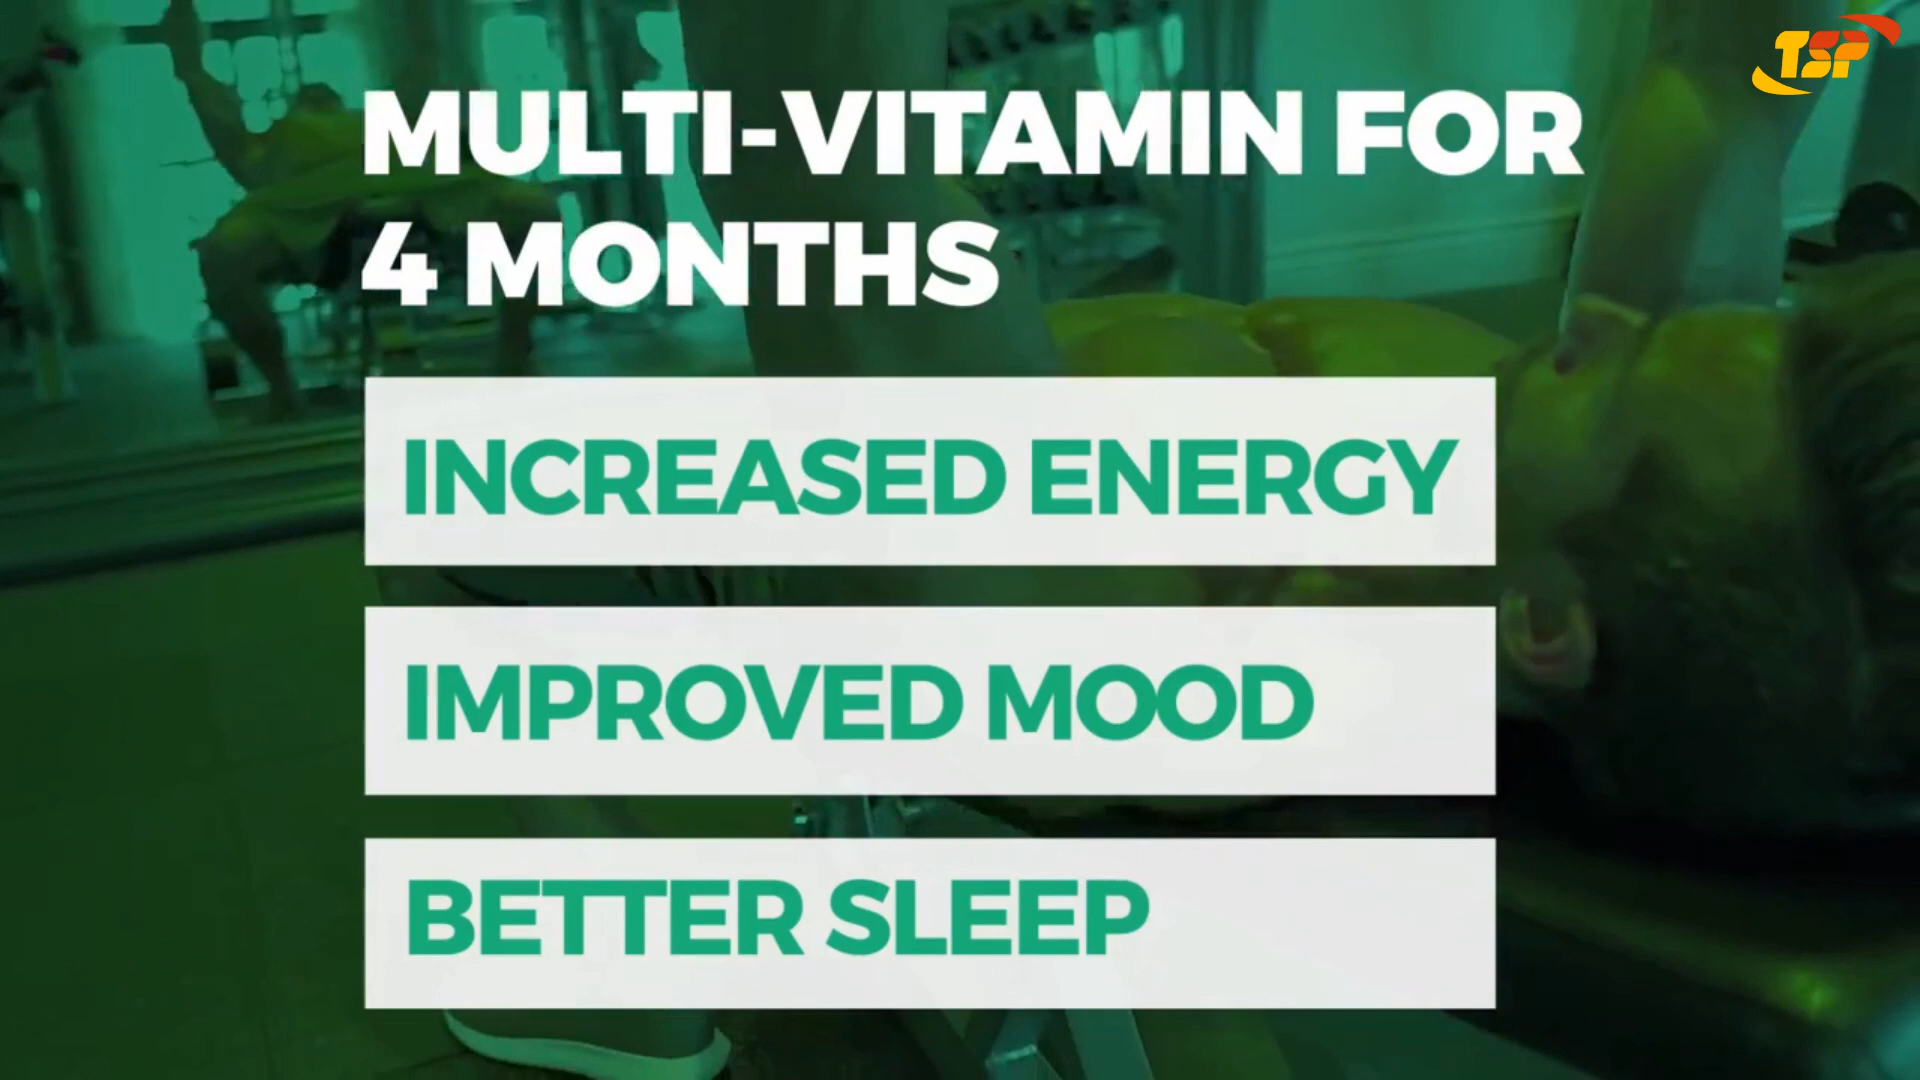 TSP
MULTI-VITAMIN FOR
4 MONTHS
INCREASED ENERGY
IMPROVED MOOD
BETTER SLEEP